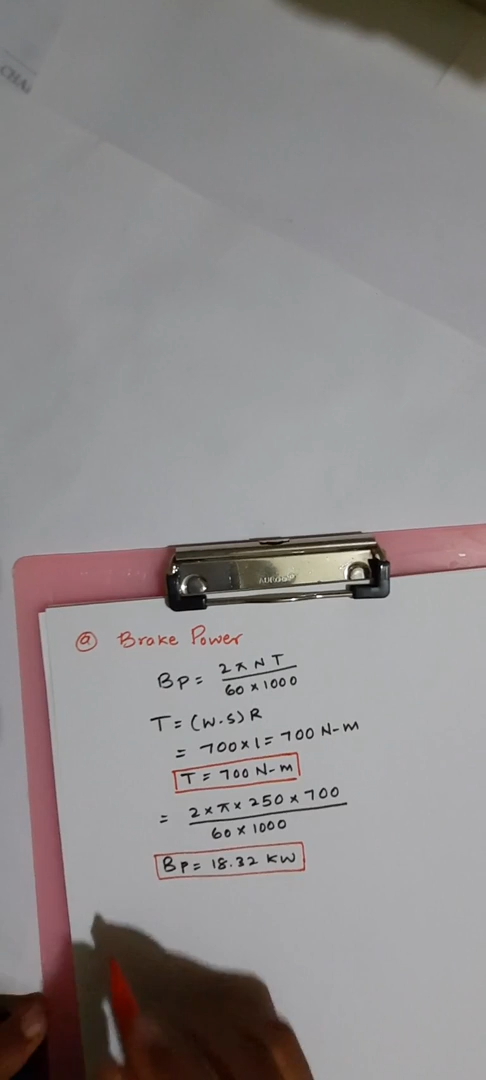 CHA
ⓐ Brake Power
BP = 2πNT / 60 × 1000
T = (W-S) R
= 700 × 1 = 700 N-m
T = 700 N-m
= 2 × π × 250 × 700 / 60 × 1000
BP = 18.32 KW